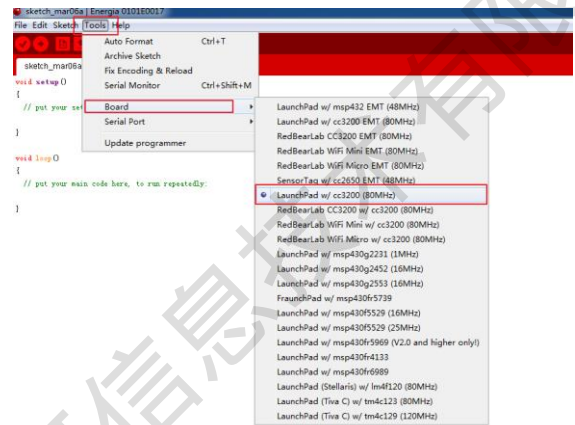 sketch_mar06a | Energia 0101E0017
File Edit Sketch Tools Help
Auto Format Ctrl+T
Archive Sketch
Fix Encoding & Reload
Serial Monitor Ctrl+Shift+M
Board
Serial Port
Update programmer
sketch_mar06a
void setup()
{
// put your set
}
void loop()
{
// put your main code here, to run repeatedly:
}
LaunchPad w/ msp432 EMT (48MHz)
LaunchPad w/ cc3200 EMT (80MHz)
RedBearLab CC3200 EMT (80MHz)
RedBearLab WiFi Mini EMT (80MHz)
RedBearLab WiFi Micro EMT (80MHz)
SensorTag w/ cc2650 EMT (48MHz)
LaunchPad w/ cc3200 (80MHz)
RedBearLab CC3200 w/ cc3200 (80MHz)
RedBearLab WiFi Mini w/ cc3200 (80MHz)
RedBearLab WiFi Micro w/ cc3200 (80MHz)
LaunchPad w/ msp430g2231 (1MHz)
LaunchPad w/ msp430g2452 (16MHz)
LaunchPad w/ msp430g2553 (16MHz)
FraunchPad w/ msp430fr5739
LaunchPad w/ msp430f5529 (16MHz)
LaunchPad w/ msp430f5529 (25MHz)
LaunchPad w/ msp430fr5969 (V2.0 and higher only!)
LaunchPad w/ msp430fr4133
LaunchPad w/ msp430fr6989
LaunchPad (Stellaris) w/ lm4f120 (80MHz)
LaunchPad (Tiva C) w/ tm4c123 (80MHz)
LaunchPad (Tiva C) w/ tm4c129 (120MHz)